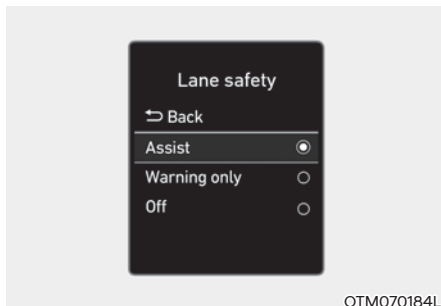 Lane safety
Back
Assist
Warning only
Off
OTM070184L